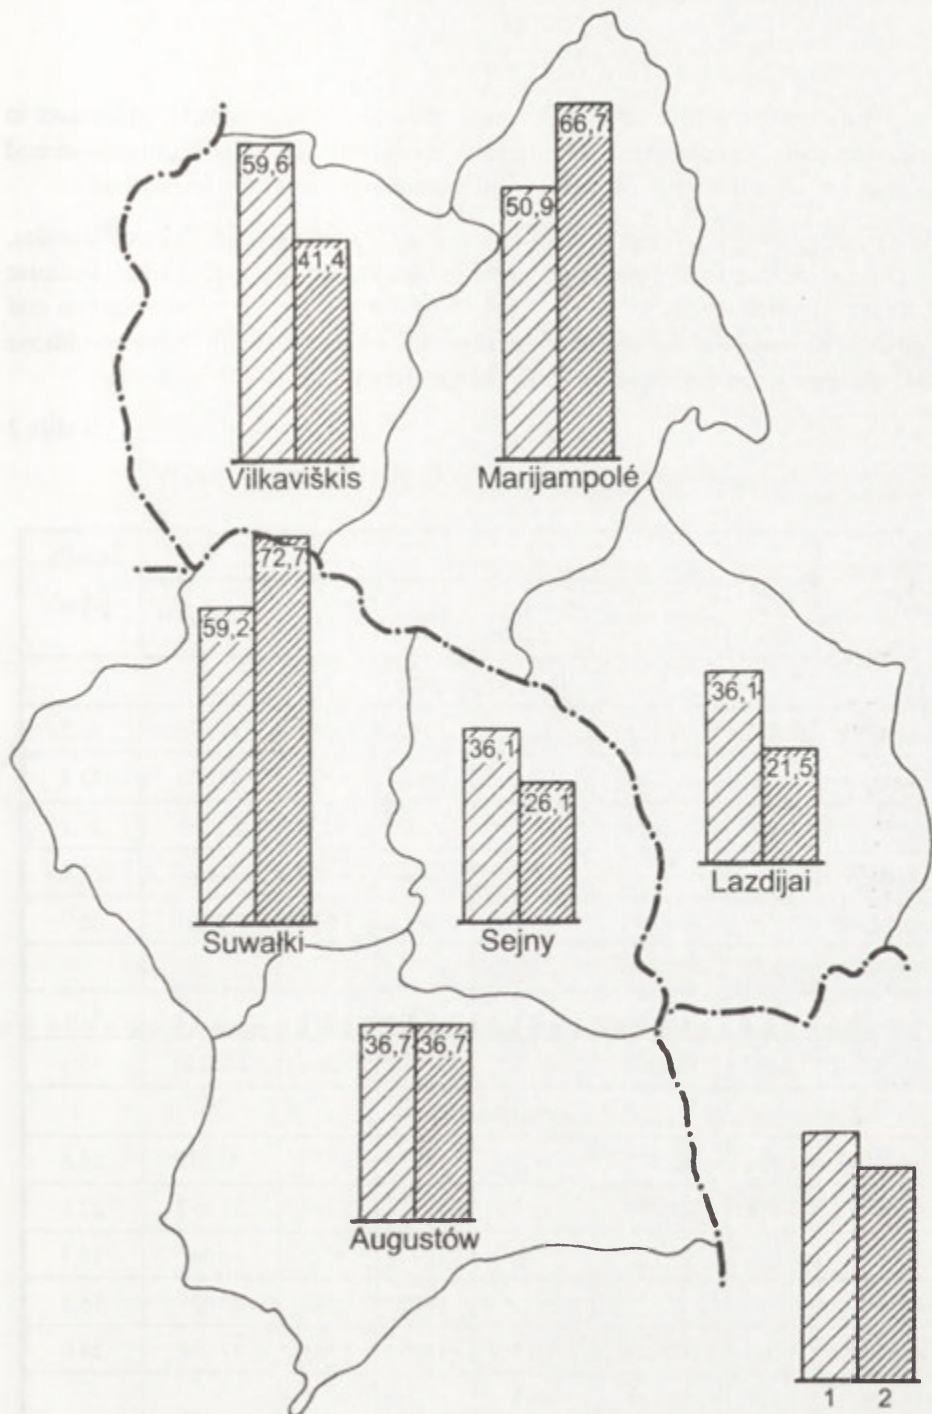 66,7
59,6
50,9
41,4
Vilkaviškis
Marijampolé
72,7
59,2
36,1
36,1
21,5
26,1
Lazdijai
Suwałki
Sejny
36,7
36,7
Augustów
1
2